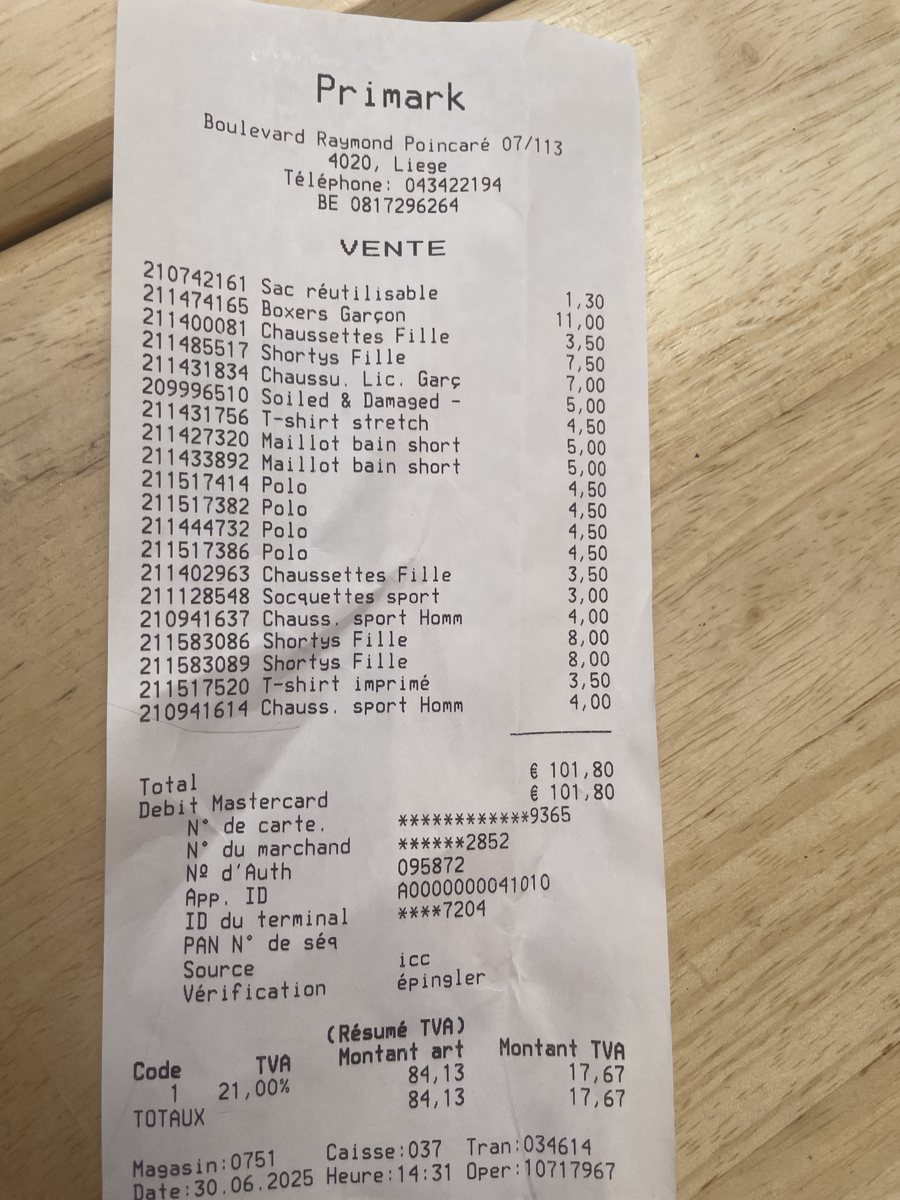 Primark
Boulevard Raymond Poincaré 07/113
4020, Liege
Téléphone: 043422194
BE 0817296264
VENTE
210742161 Sac réutilisable 1,30
211474165 Boxers Garçon 11,00
211400081 Chaussettes Fille 3,50
211485517 Shortys Fille 7,50
211431834 Chaussu. Lic. Garç 7,00
209996510 Soiled & Damaged - 5,00
211431756 T-shirt stretch 4,50
211427320 Maillot bain short 5,00
211433892 Maillot bain short 5,00
211517414 Polo 4,50
211517382 Polo 4,50
211444732 Polo 4,50
211517386 Polo 4,50
211402963 Chaussettes Fille 3,50
211128548 Socquettes sport 3,00
210941637 Chauss. sport Homm 4,00
211583086 Shortys Fille 8,00
211583089 Shortys Fille 8,00
211517520 T-shirt imprimé 3,50
210941614 Chauss. sport Homm 4,00
Total € 101,80
Debit Mastercard € 101,80
N° de carte. ************9365
N° du marchand ******2852
Nº d'Auth 095872
App. ID A0000000041010
ID du terminal ****7204
PAN N° de séq
Source icc
Vérification épingler
(Résumé TVA)
Code TVA Montant art Montant TVA
1 21,00% 84,13 17,67
TOTAUX 84,13 17,67
Magasin:0751 Caisse:037 Tran:034614
Date:30.06.2025 Heure:14:31 Oper:10717967